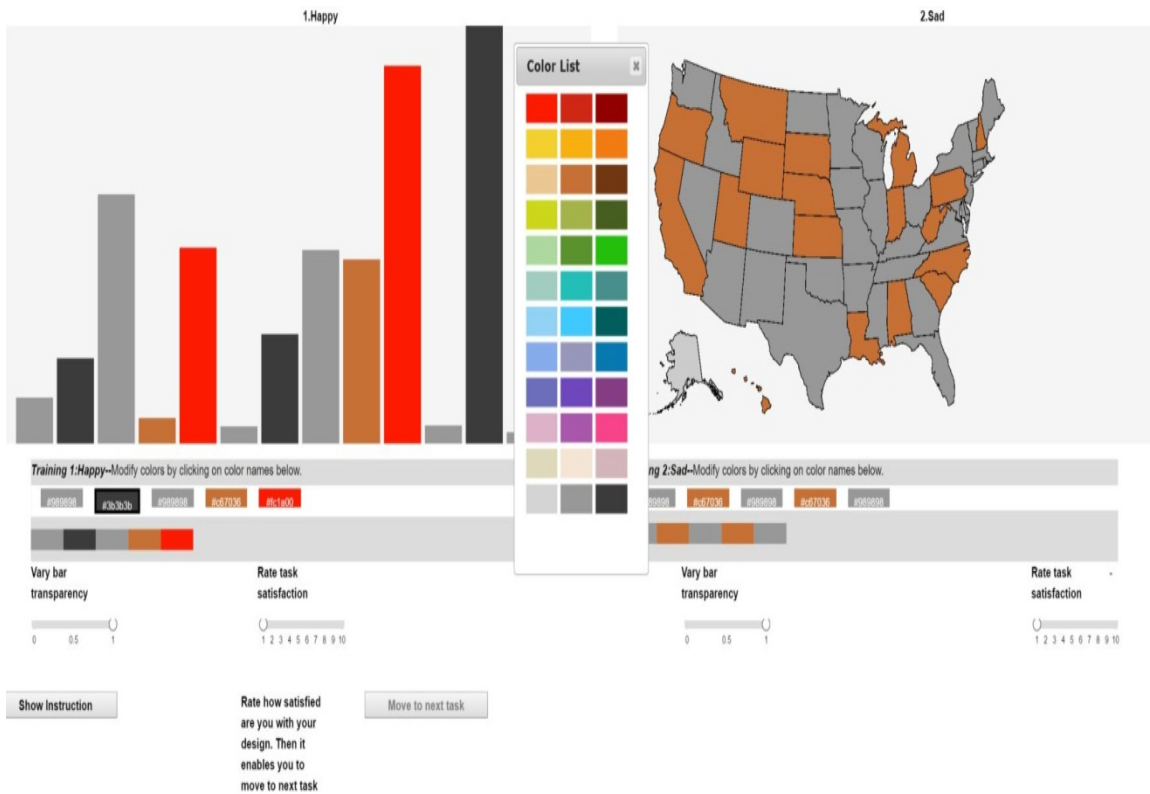 1.Happy
2.Sad
Color List
x
Training 1:Happy--Modify colors by clicking on color names below.
#989898 #3b3b3b #989898 #c67036 #fc1a00
ng 2:Sad--Modify colors by clicking on color names below.
989898 #c67036 #989898 #c67036 #989898
Vary bar
transparency
0 0.5 1
Rate task
satisfaction
1 2 3 4 5 6 7 8 9 10
Vary bar
transparency
0 0.5 1
Rate task -
satisfaction
1 2 3 4 5 6 7 8 9 10
Show Instruction
Rate how satisfied
are you with your
design. Then it
enables you to
move to next task
Move to next task